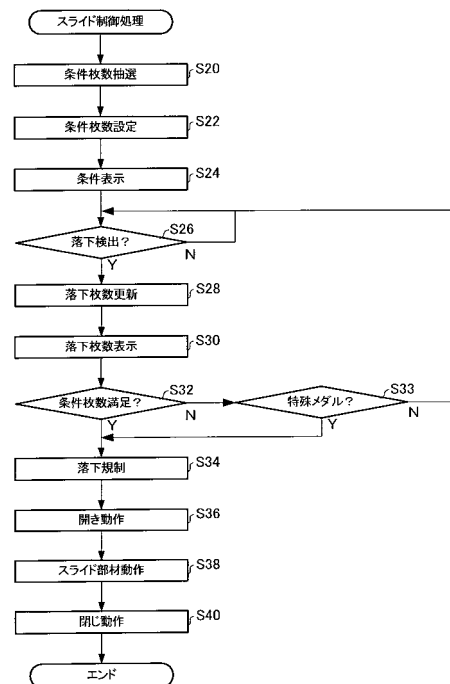 スライド制御処理
条件枚数抽選
S20
条件枚数設定
S22
条件表示
S24
落下検出？
S26
Y
N
落下枚数更新
S28
落下枚数表示
S30
条件枚数満足？
S32
Y
N
特殊メダル？
S33
Y
N
落下規制
S34
開き動作
S36
スライド部材動作
S38
閉じ動作
S40
エンド